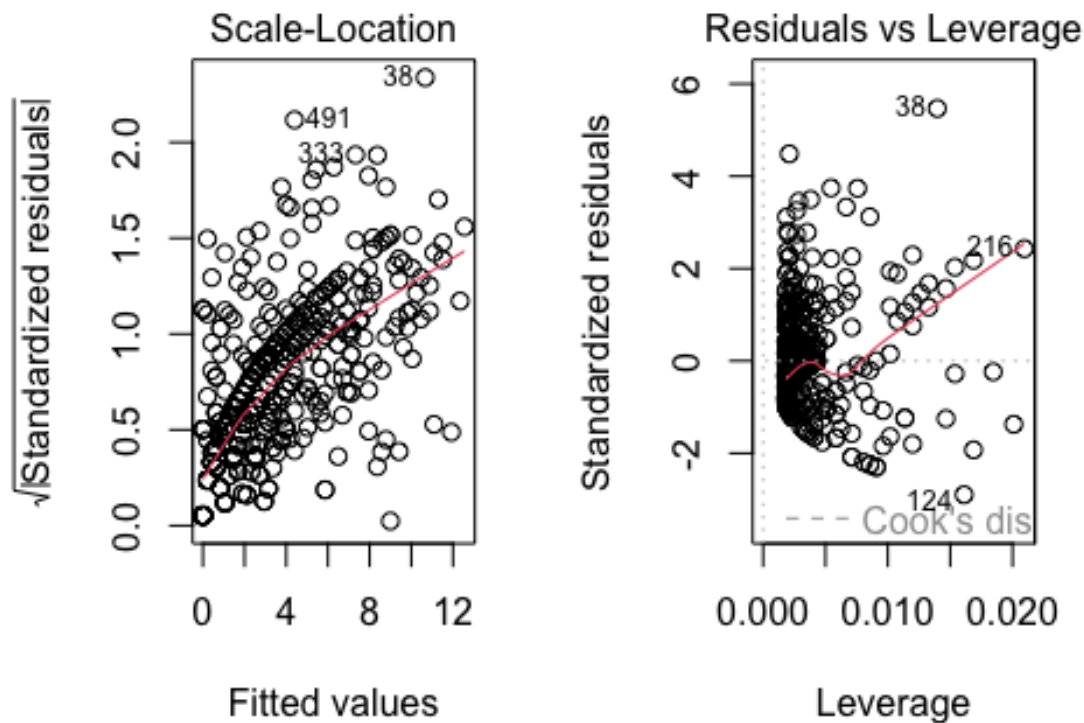 Scale-Location
√|Standardized residuals|
0.0 0.5 1.0 1.5 2.0
38
491
333
0 4 8 12
Fitted values
Residuals vs Leverage
Standardized residuals
-2 0 2 4 6
38
216
124
Cook's dis
0.000 0.010 0.020
Leverage